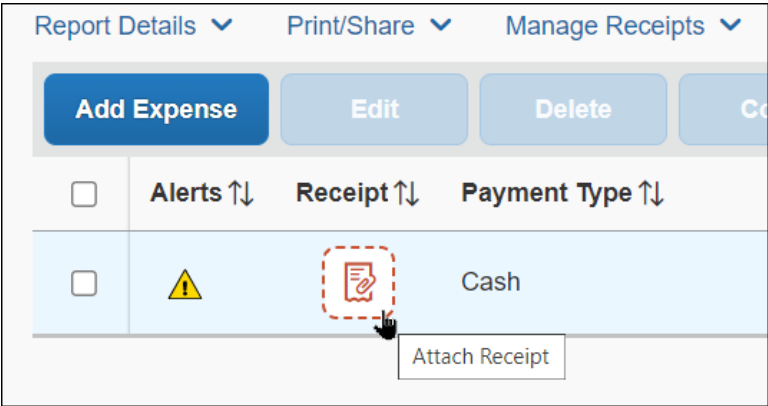 Report Details Print/Share Manage Receipts
Add Expense Edit Delete
Alerts Receipt Payment Type
Cash
Attach Receipt